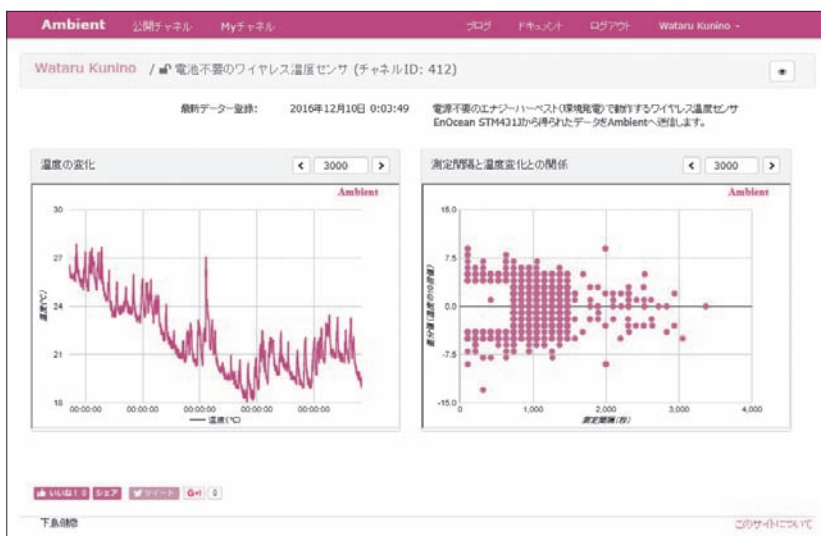 Ambient 公開チャネル Myチャネル ブログ ドキュメント ログアウト Wataru Kunino
Wataru Kunino / 電池不要のワイヤレス温度センサ (チャネルID: 412)
最新データー登録: 2016年12月10日 0:03:49
電源不要のエナジーハーベスト(環境発電)で動作するワイヤレス温度センサ
EnOcean STM431Jから得られたデータをAmbientへ送信します。
温度の変化 3000
Ambient
30
27
24
21
18
温度(℃)
00:00:00 00:00:00 00:00:00 00:00:00 00:00:00
温度(℃)
測定間隔と温度変化との関係 3000
Ambient
15.0
7.5
0.0
-7.5
-15.0
差分値(温度の10倍値)
0 1,000 2,000 3,000 4,000
測定間隔(秒)
いいね! 0 シェア ツイート G+1 0
下島健彦
このサイトについて